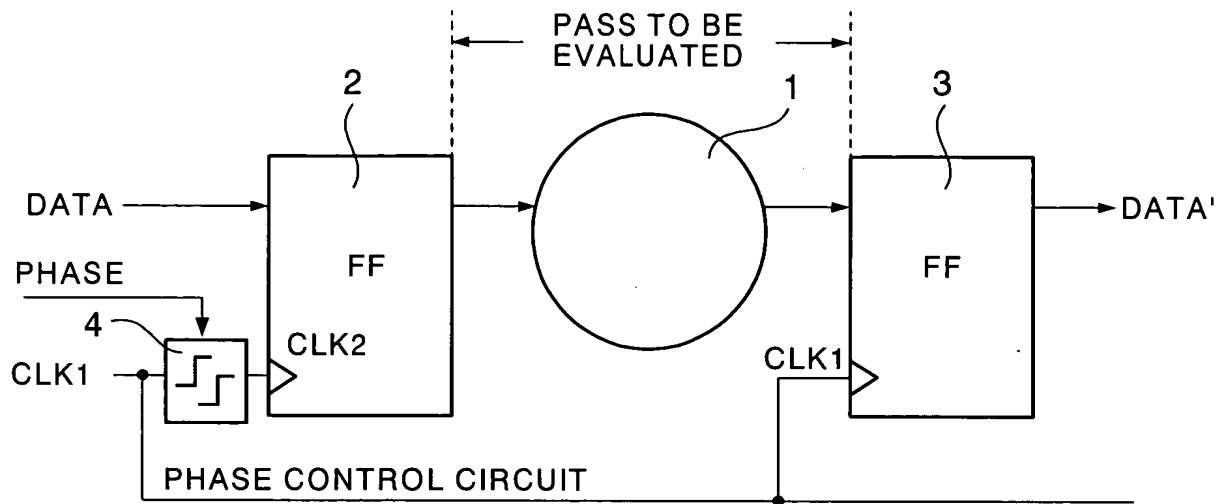 PASS TO BE
EVALUATED
2
1
3
DATA
FF
FF
DATA'
PHASE
4
CLK1
CLK2
CLK1
PHASE CONTROL CIRCUIT